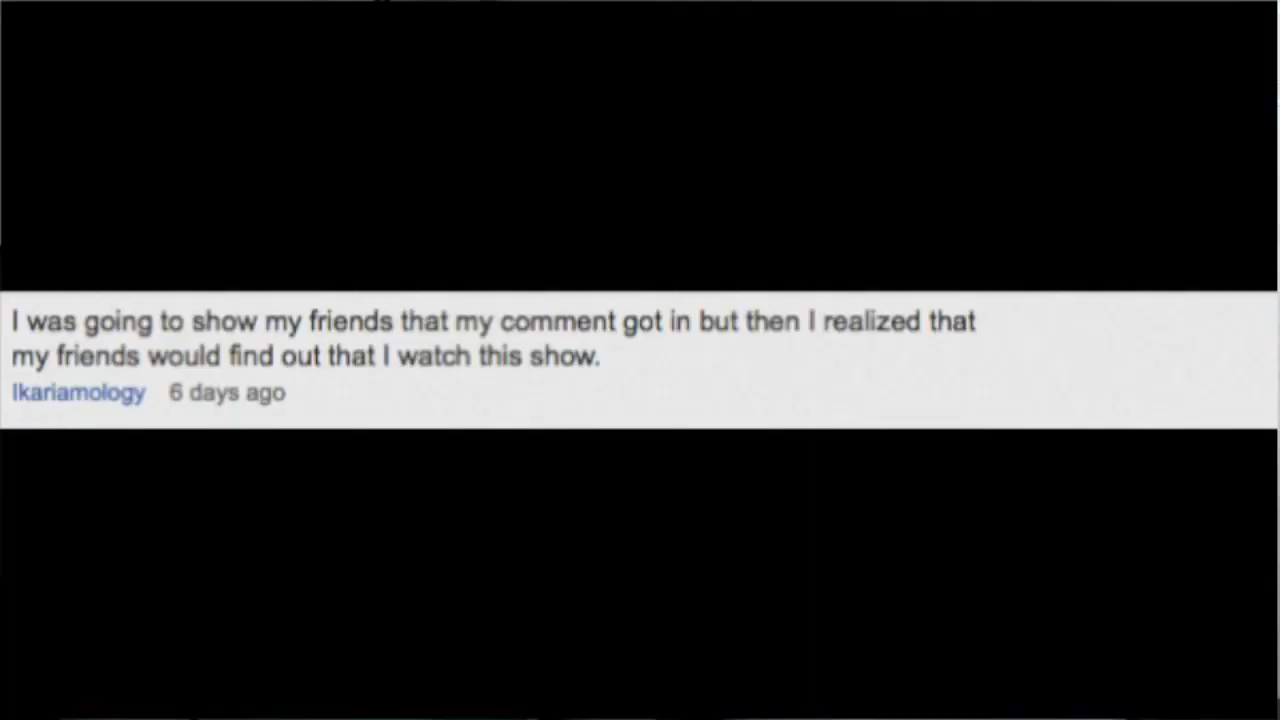 I was going to show my friends that my comment got in but then I realized that
my friends would find out that I watch this show.
Ikariamology 6 days ago